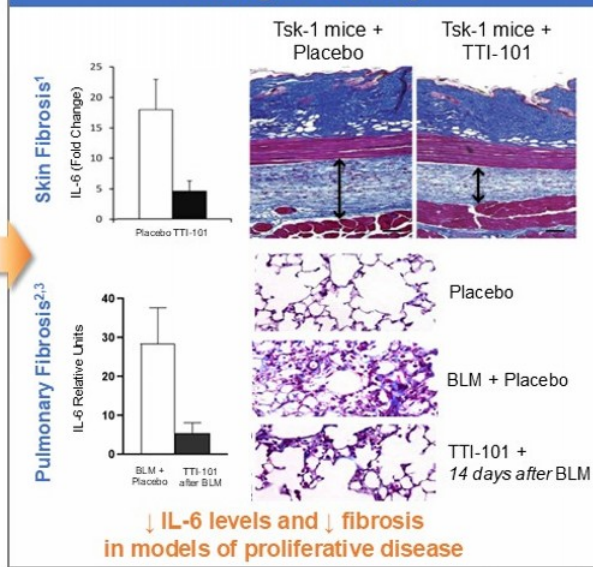 Tsk-1 mice +
Placebo
Tsk-1 mice +
TTI-101
Skin Fibrosis¹
IL-6 (Fold Change)
25
20
15
10
5
0
Placebo TTI-101
Pulmonary Fibrosis²,³
IL-6 Relative Units
40
30
20
10
0
BLM +
Placebo
TTI-101
after BLM
Placebo
BLM + Placebo
TTI-101 +
14 days after BLM
↓ IL-6 levels and ↓ fibrosis
in models of proliferative disease